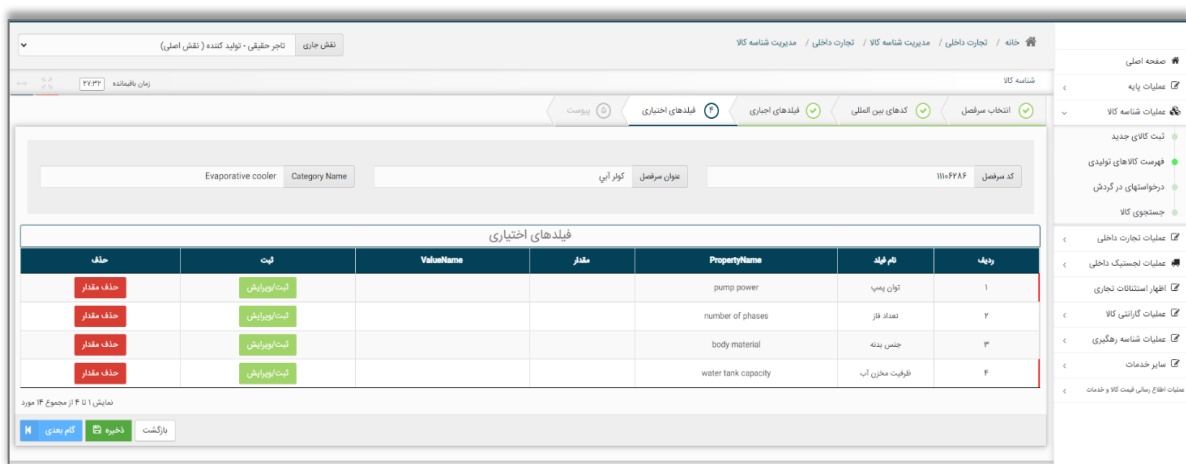 خانه / تجارت داخلی / مدیریت شناسه کالا / تجارت داخلی / مدیریت شناسه کالا
نقش جاری تاجر حقیقی - تولید کننده ( نقش اصلی)
شناسه کالا
زمان باقیمانده ۲۷:۳۲
انتخاب سرفصل
کدهای بین المللی
فیلدهای اجباری
۴ فیلدهای اختیاری
۵ پیوست
کد سرفصل ۱۱۱۰۶۲۸۶
عنوان سرفصل کولر آبي
Category Name Evaporative cooler
فیلدهای اختیاری
ردیف نام فیلد PropertyName مقدار ValueName ثبت حذف
۱ توان پمپ pump power ثبت/ویرایش حذف مقدار
۲ تعداد فاز number of phases ثبت/ویرایش حذف مقدار
۳ جنس بدنه body material ثبت/ویرایش حذف مقدار
۴ ظرفیت مخزن آب water tank capacity ثبت/ویرایش حذف مقدار
نمایش ۱ تا ۴ از مجموع ۱۴ مورد
بازگشت ذخیره گام بعدی
صفحه اصلی
عملیات پایه
عملیات شناسه کالا
ثبت کالای جدید
فهرست کالاهای تولیدی
درخواستهای در گردش
جستجوی کالا
عملیات تجارت داخلی
عملیات لجستیک داخلی
اظهار استثنائات تجاری
عملیات گارانتی کالا
عملیات شناسه رهگیری
سایر خدمات
عملیات اطلاع رسانی قیمت کالا و خدمات